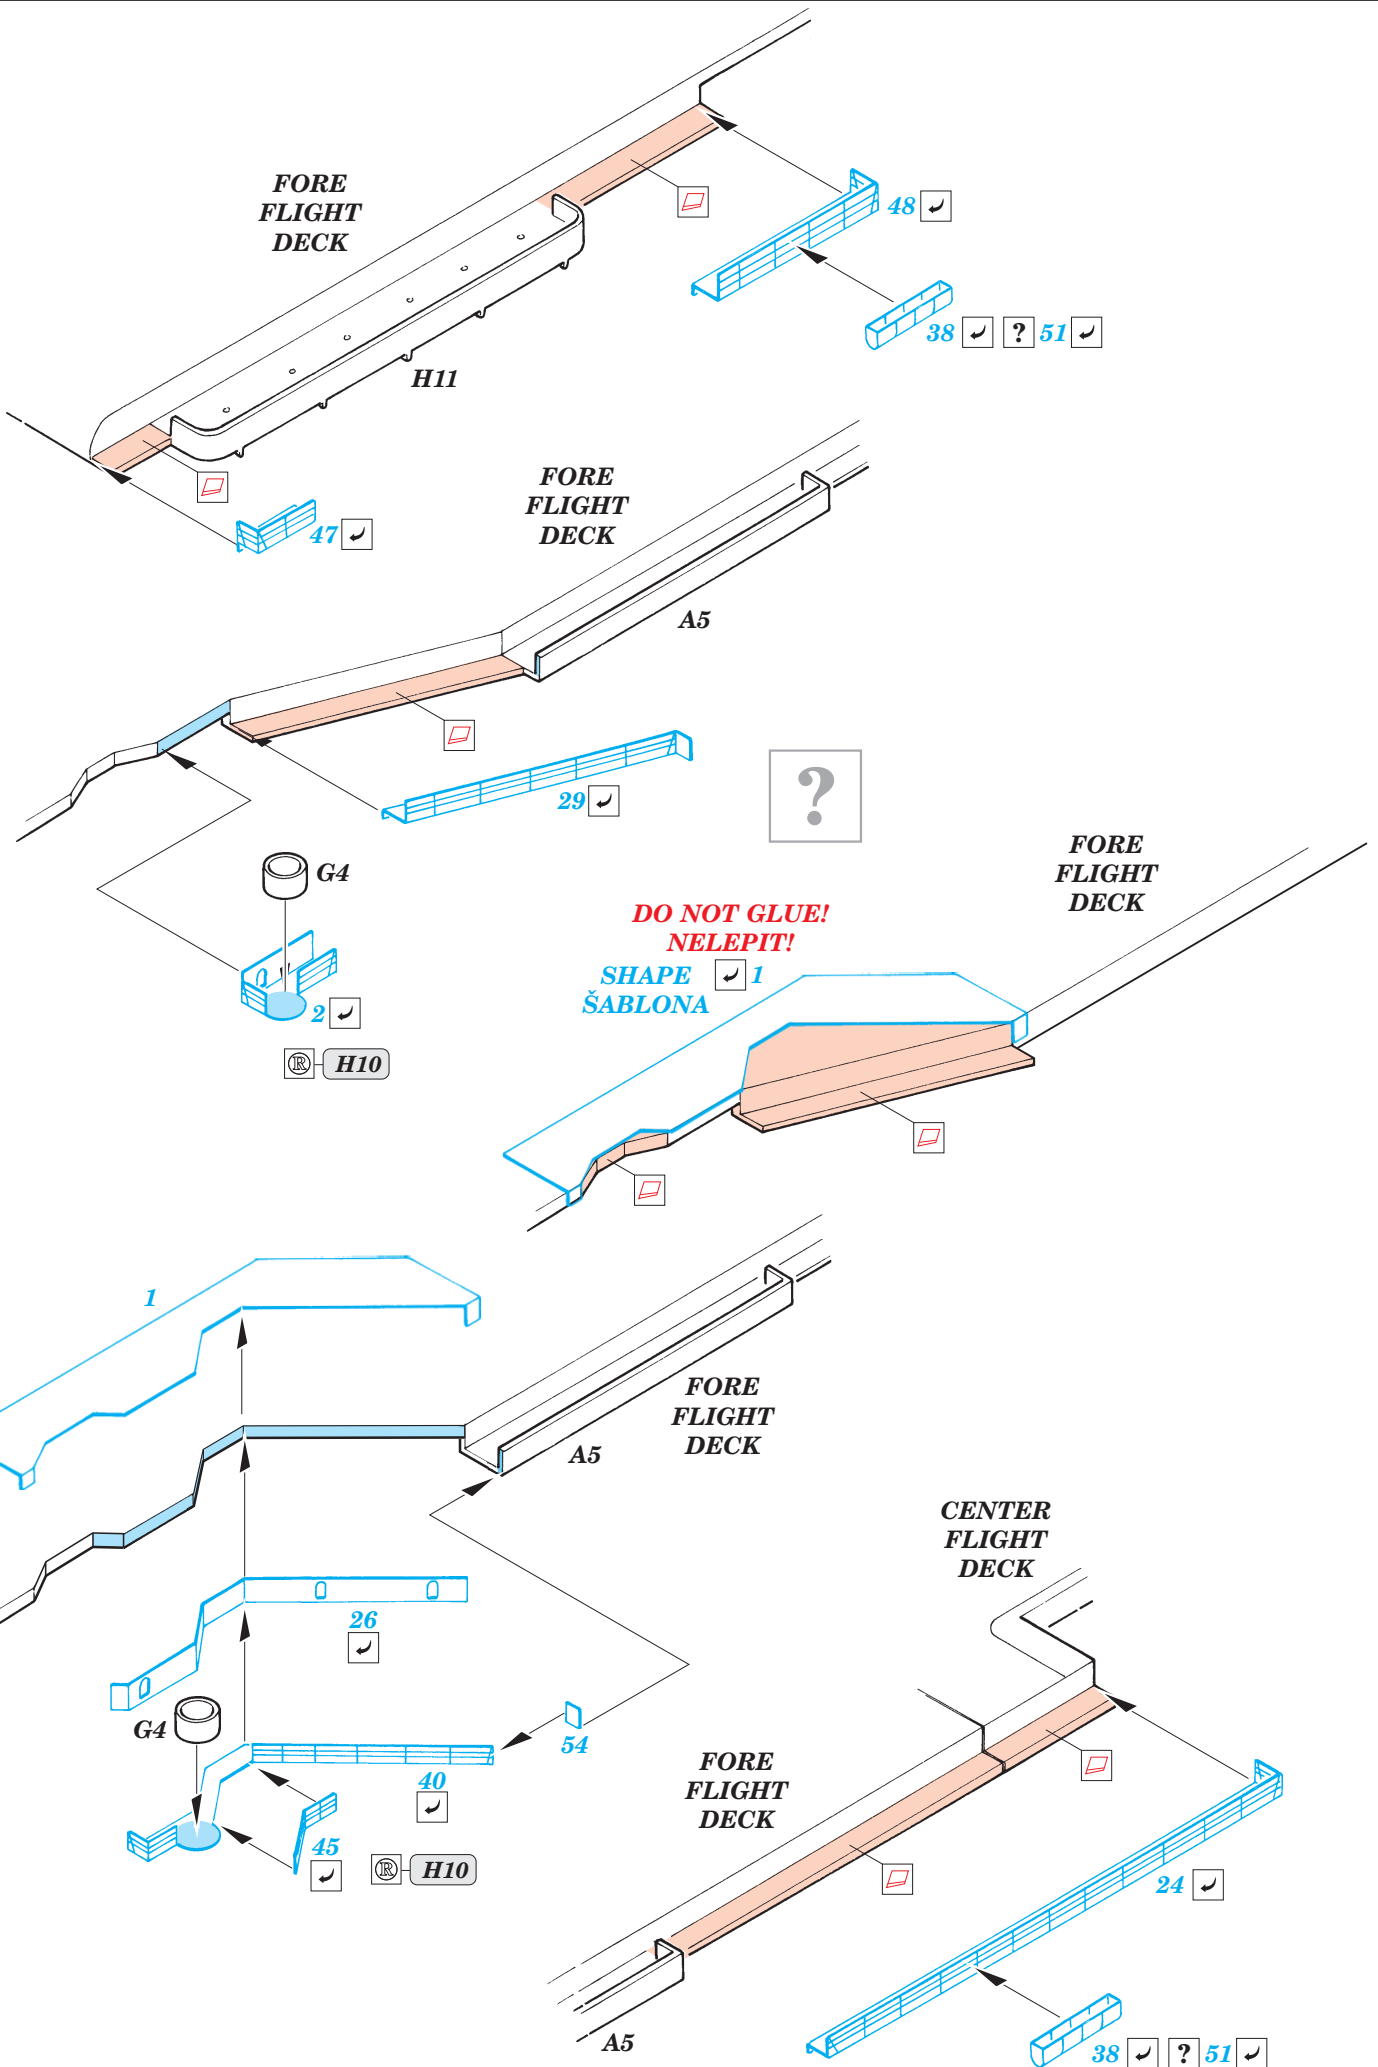 FORE
FLIGHT
DECK
48
38 ? 51
H11
47
FORE
FLIGHT
DECK
A5
29
?
G4
2
® H10
FORE
FLIGHT
DECK
DO NOT GLUE!
NELEPIT!
SHAPE 1
ŠABLONA
1
FORE
FLIGHT
DECK
A5
26
G4
54
40
45
® H10
CENTER
FLIGHT
DECK
FORE
FLIGHT
DECK
24
A5
38 ? 51